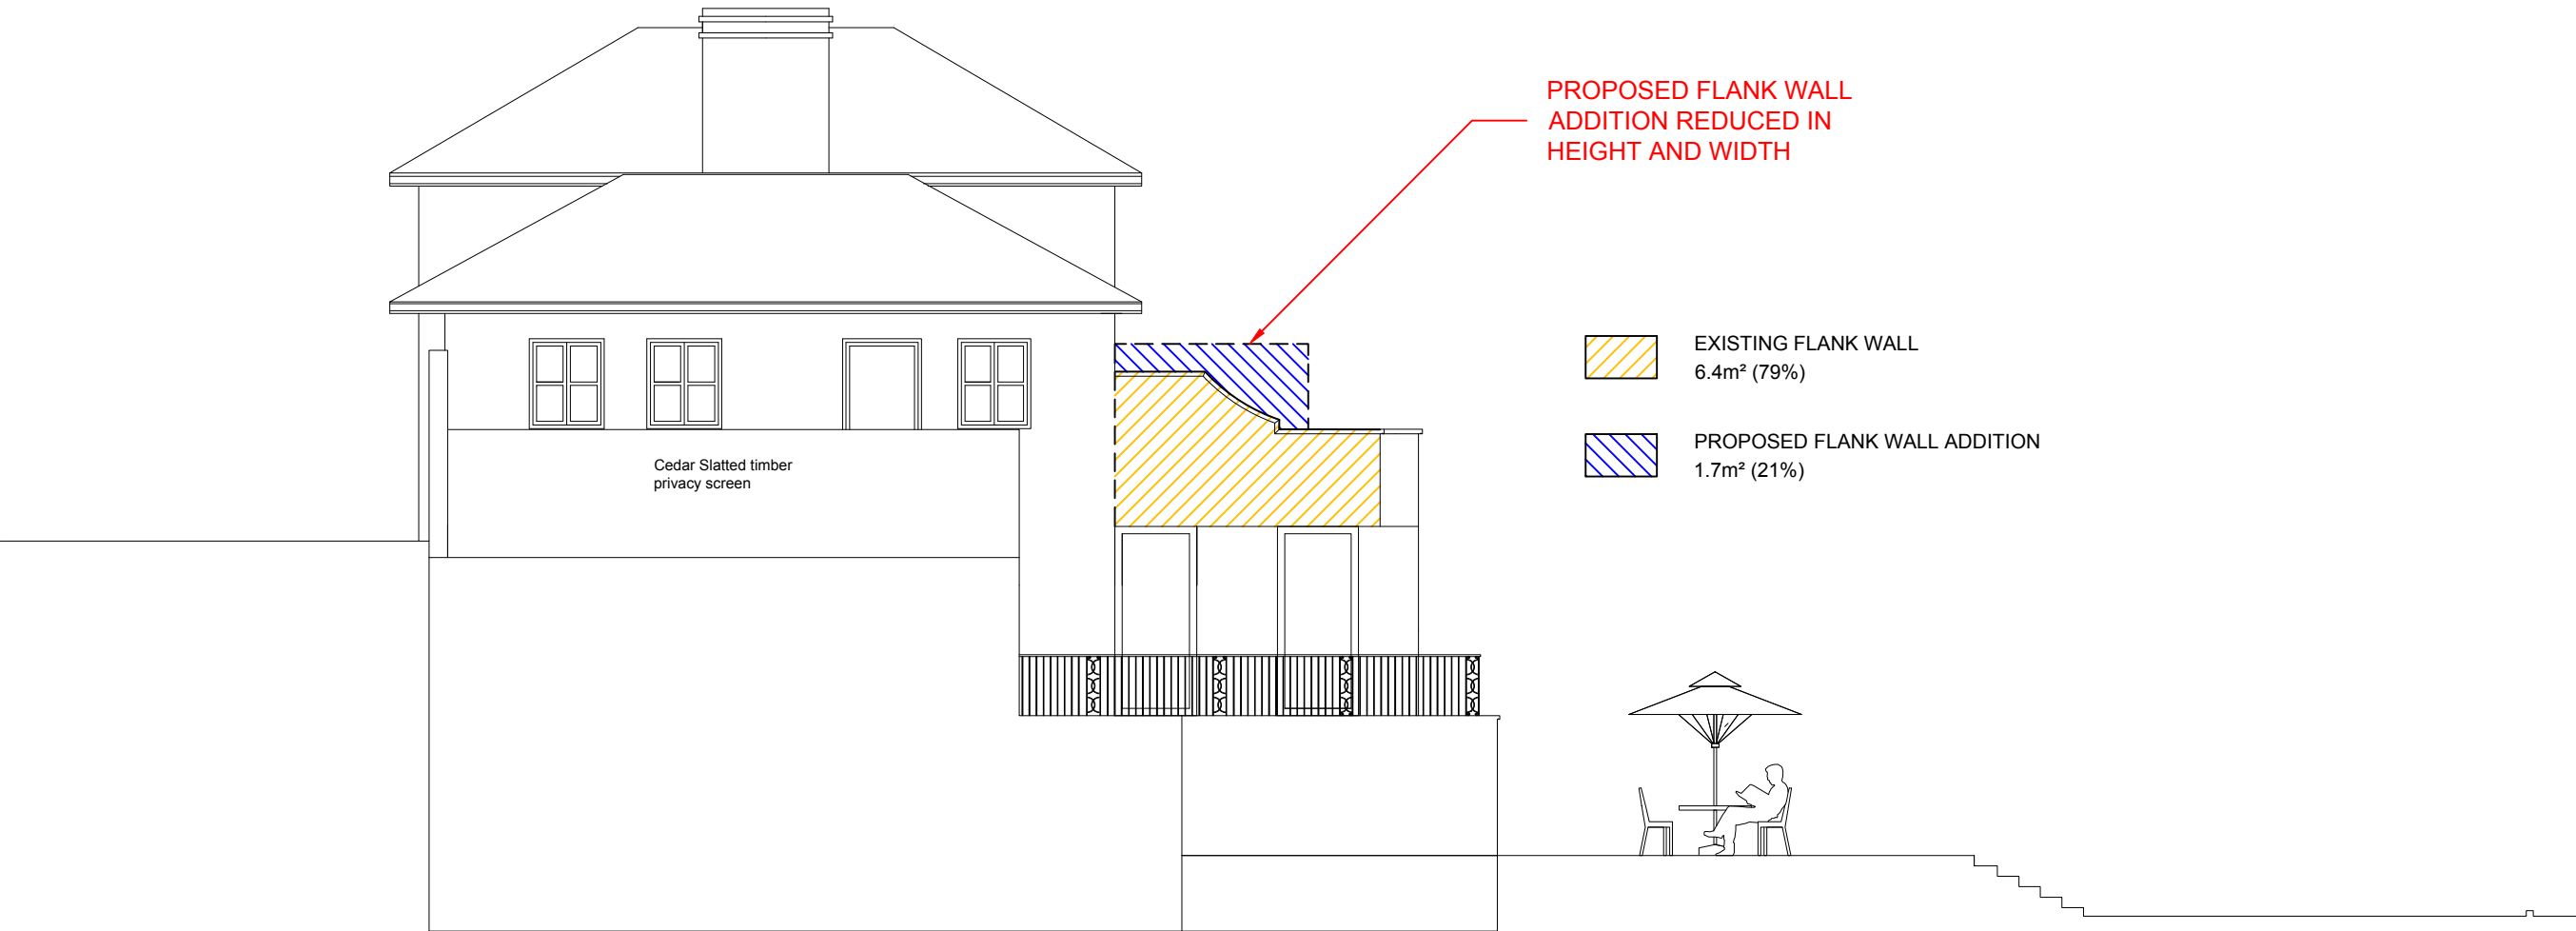 PROPOSED FLANK WALL
ADDITION REDUCED IN
HEIGHT AND WIDTH
EXISTING FLANK WALL
6.4m² (79%)
PROPOSED FLANK WALL ADDITION
1.7m² (21%)
Cedar Slatted timber
privacy screen